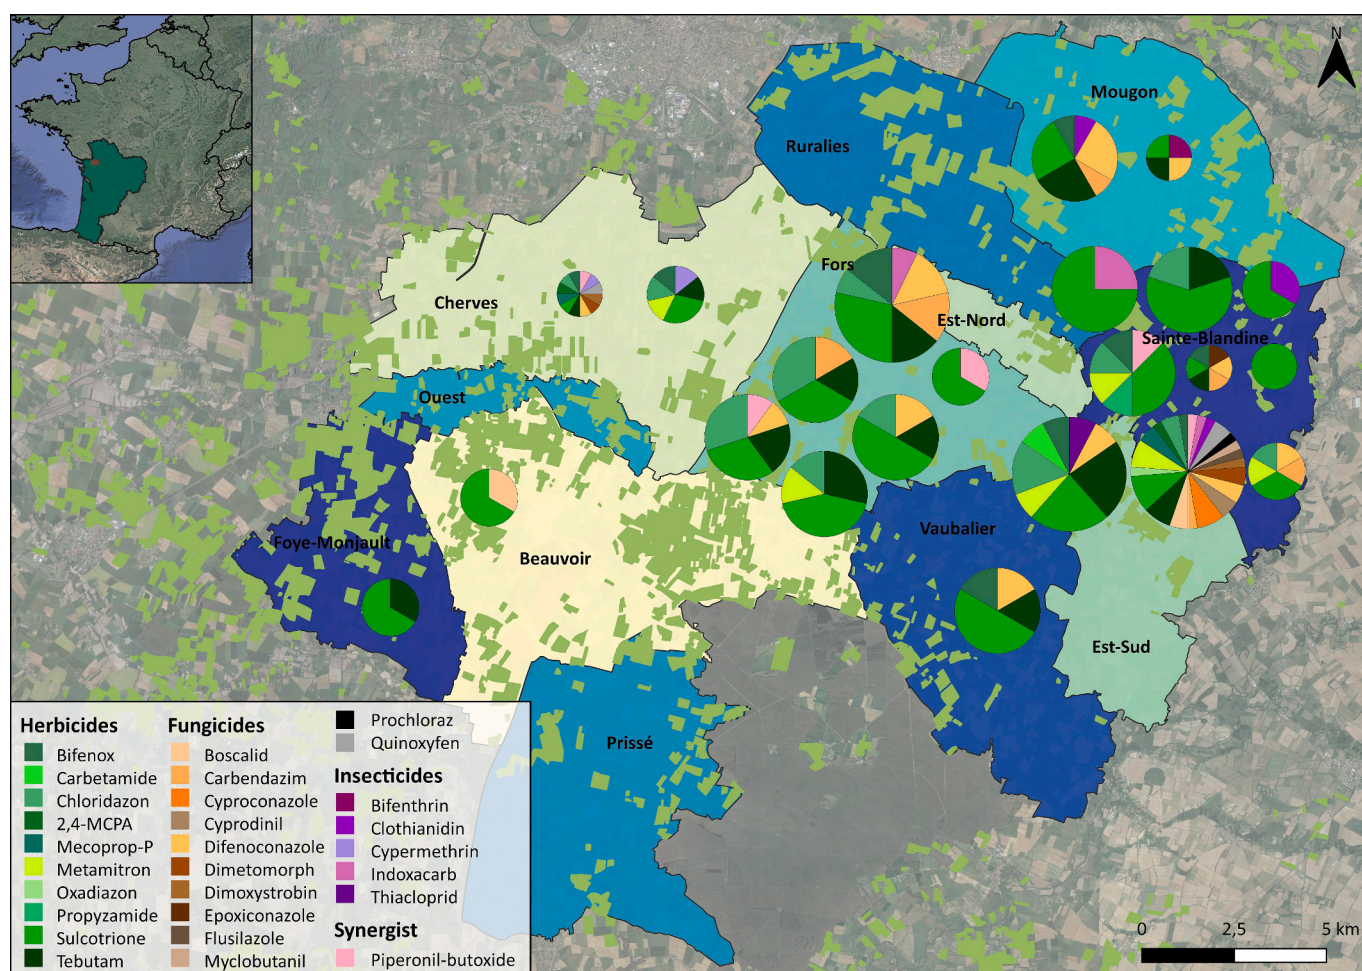 N
Mougon
Ruralies
Fors
Cherves
Est-Nord
Sainte-Blandine
Ouest
Vaubalier
Foye-Monjault
Beauvoir
Est-Sud
Prissé
Herbicides
Bifenox
Carbetamide
Chloridazon
2,4-MCPA
Mecoprop-P
Metamitron
Oxadiazon
Propyzamide
Sulcotrione
Tebutam
Fungicides
Boscalid
Carbendazim
Cyproconazole
Cyprodinil
Difenoconazole
Dimetomorph
Dimoxystrobin
Epoxiconazole
Flusilazole
Myclobutanil
Prochloraz
Quinoxyfen
Insecticides
Bifenthrin
Clothianidin
Cypermethrin
Indoxacarb
Thiacloprid
Synergist
Piperonil-butoxide
0 2,5 5 km